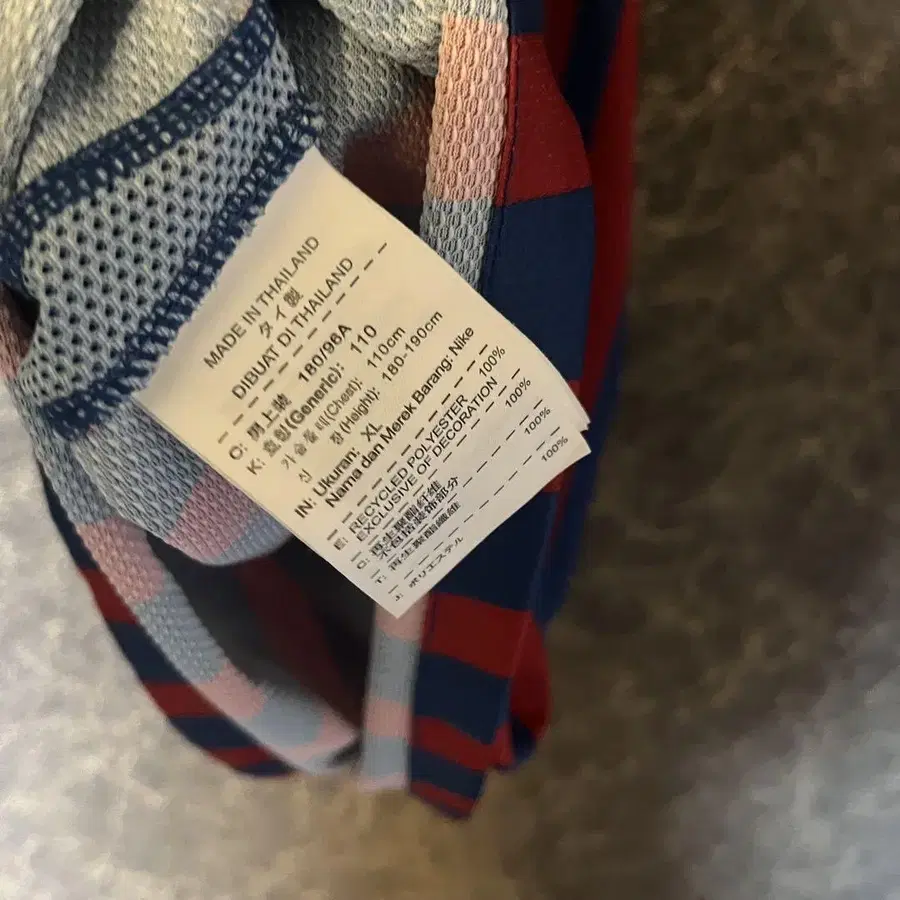 MADE IN THAILAND
タイ製
DIBUAT DI THAILAND
C: 男上装 180/96A
K: 호칭(Generic): 110
가슴둘레(Chest): 110cm
신 장(Height): 180-190cm
IN: Ukuran: XL
Nama dan Merek Barang: Nike
E: RECYCLED POLYESTER 100%
EXCLUSIVE OF DECORATION
C: 再生聚酯纤维 100%
不包括装饰部分
T: 再生聚酯纖維 100%
J: ポリエステル 100%